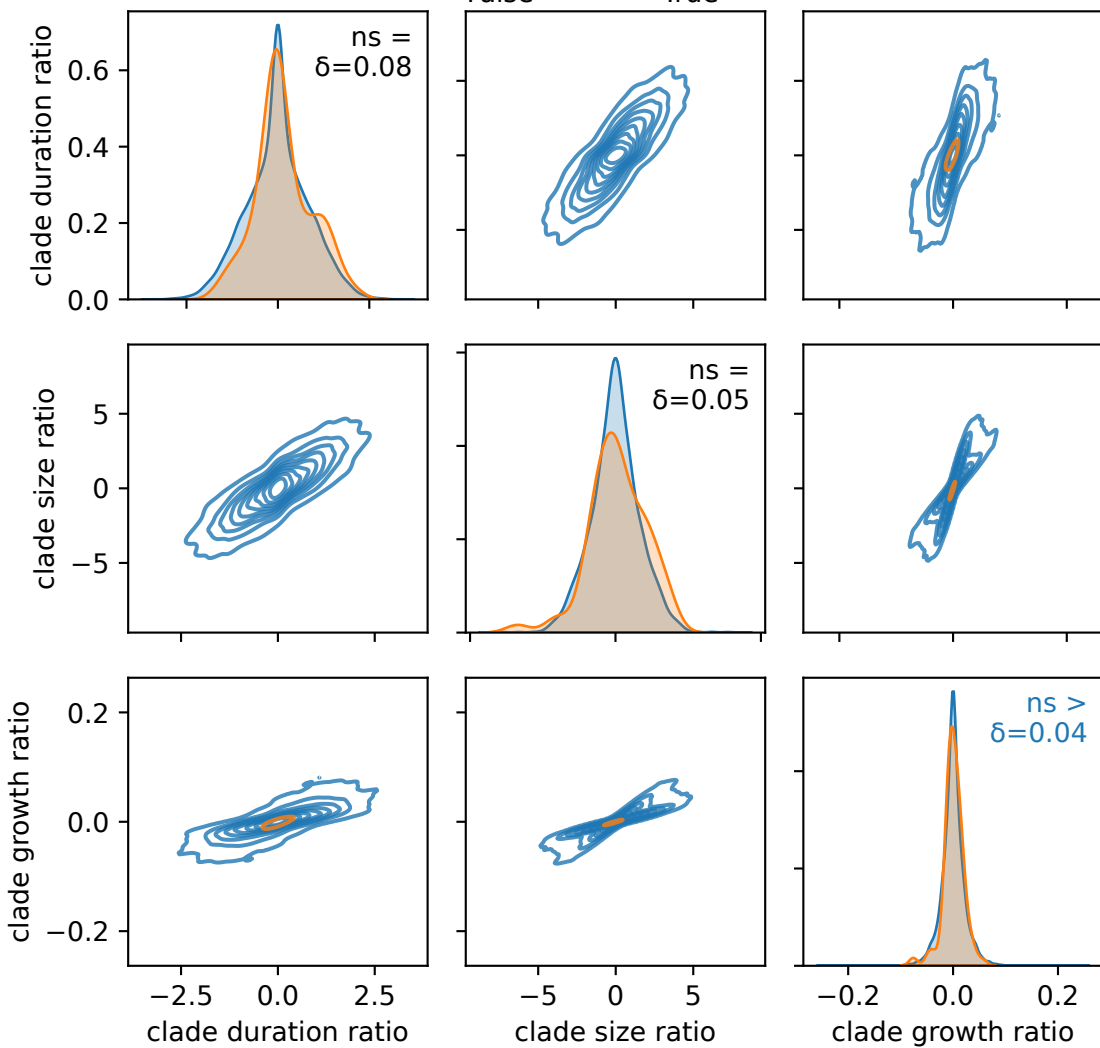 clade duration ratio
0.6
0.4
0.2
0.0
ns =
δ=0.08
clade size ratio
5
0
−5
ns =
δ=0.05
clade growth ratio
0.2
0.0
−0.2
ns >
δ=0.04
−2.5 0.0 2.5
−5 0 5
−0.2 0.0 0.2
clade duration ratio
clade size ratio
clade growth ratio